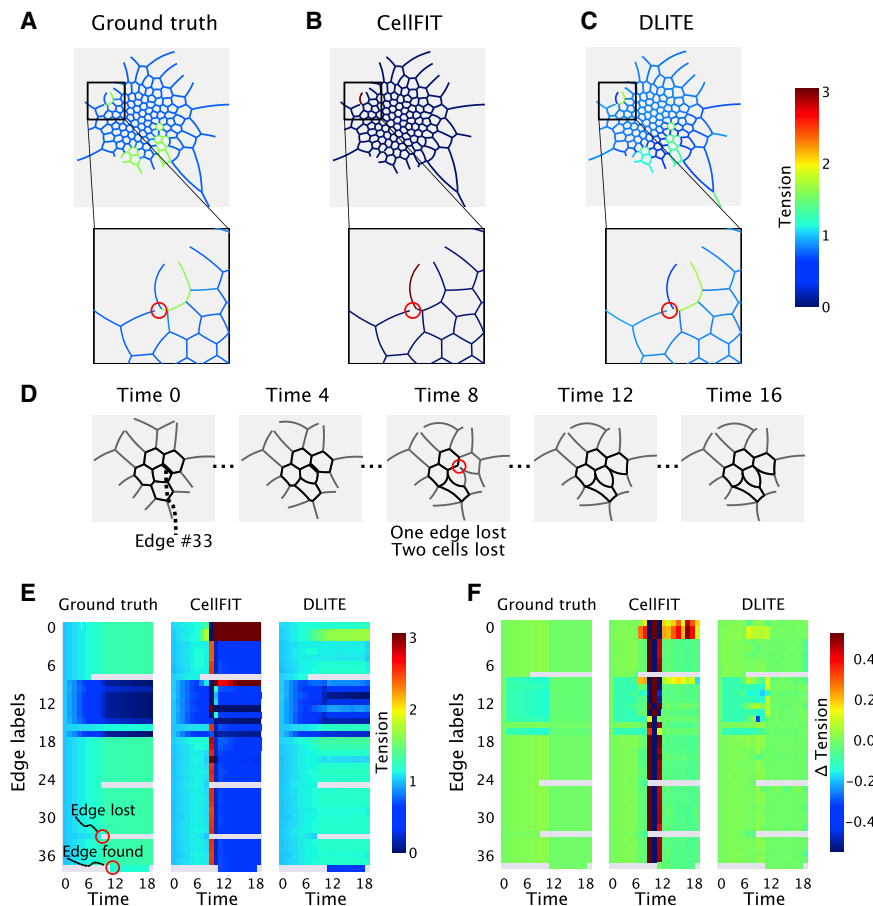 A
Ground truth
B
CellFIT
C
DLITE
3
2
1
0
Tension
D
Time 0
Time 4
Time 8
Time 12
Time 16
...
...
...
...
Edge #33
One edge lost
Two cells lost
E
Ground truth
CellFIT
DLITE
Edge labels
0
6
12
18
24
30
36
Edge lost
Edge found
0 6 12 18
Time
0 6 12 18
Time
0 6 12 18
Time
3
2
1
0
Tension
F
Ground truth
CellFIT
DLITE
Edge labels
0
6
12
18
24
30
36
0 6 12 18
Time
0 6 12 18
Time
0 6 12 18
Time
0.4
0.2
0.0
−0.2
−0.4
Δ Tension